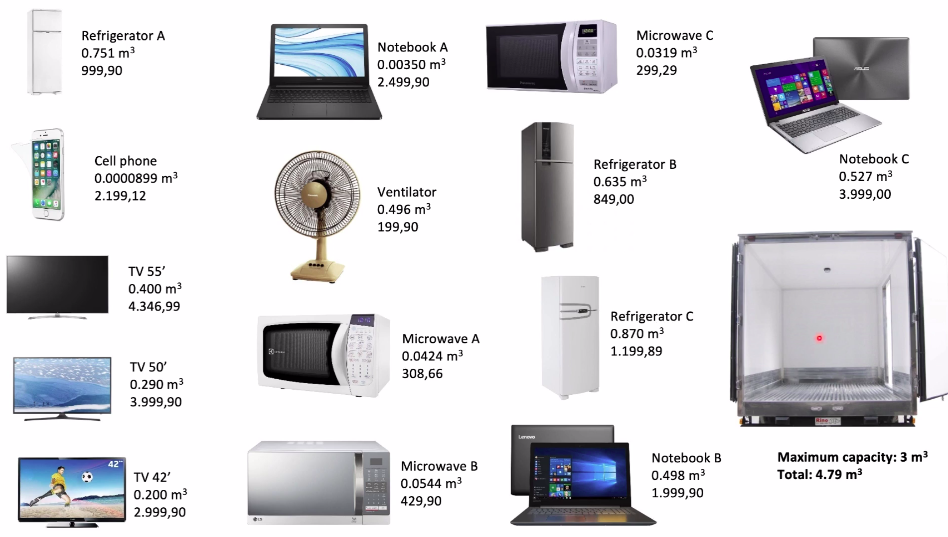 Refrigerator A
0.751 m³
999,90
Cell phone
0.0000899 m³
2.199,12
TV 55’
0.400 m³
4.346,99
TV 50’
0.290 m³
3.999,90
42"
TV 42’
0.200 m³
2.999,90
Notebook A
0.00350 m³
2.499,90
Ventilator
0.496 m³
199,90
Microwave A
0.0424 m³
308,66
LG
Microwave B
0.0544 m³
429,90
Microwave C
0.0319 m³
299,29
Refrigerator B
0.635 m³
849,00
Refrigerator C
0.870 m³
1.199,89
Lenovo
Notebook B
0.498 m³
1.999,90
ASUS
Notebook C
0.527 m³
3.999,00
Maximum capacity: 3 m³
Total: 4.79 m³